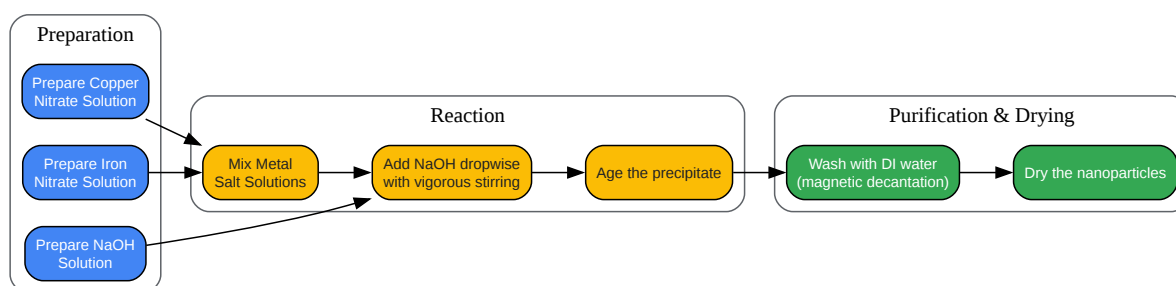 Preparation
Prepare Copper
Nitrate Solution
Prepare Iron
Nitrate Solution
Prepare NaOH
Solution
Reaction
Mix Metal
Salt Solutions
Add NaOH dropwise
with vigorous stirring
Age the precipitate
Purification & Drying
Wash with DI water
(magnetic decantation)
Dry the nanoparticles